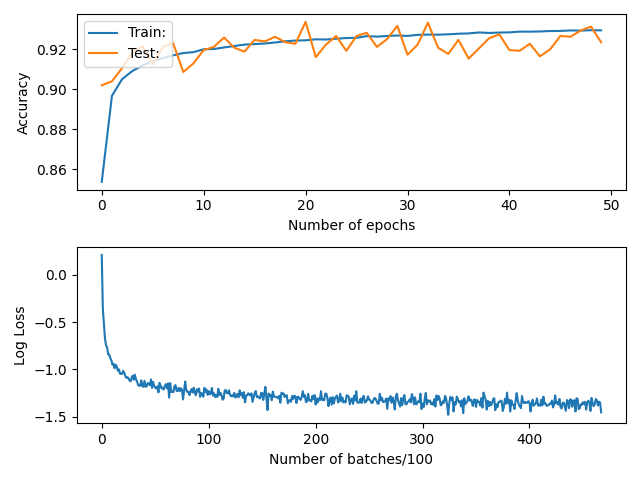 Train:
Test:
0.92
0.90
0.88
0.86
Accuracy
0 10 20 30 40 50
Number of epochs
0.0
−0.5
−1.0
−1.5
Log Loss
0 100 200 300 400
Number of batches/100